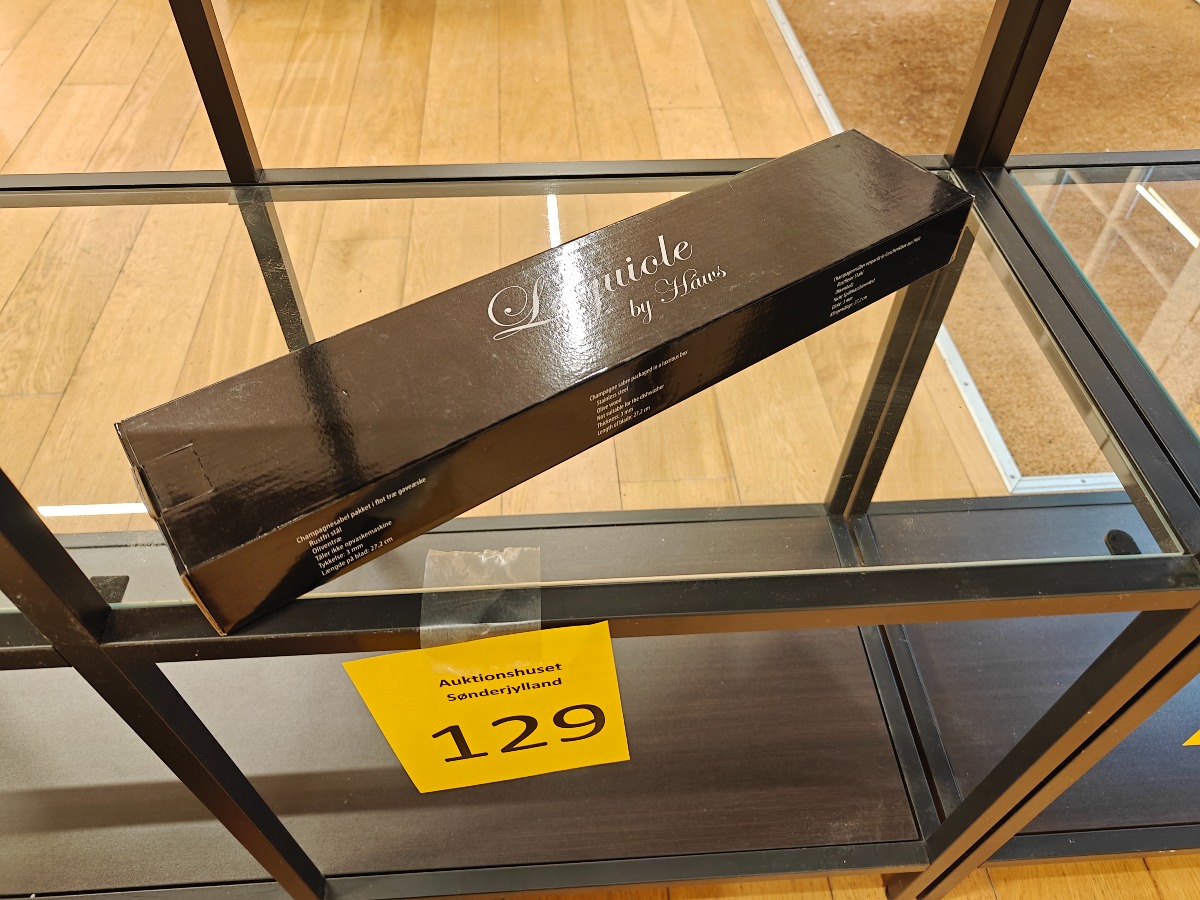 Laguiole
by Haws
Champagnesabel pakket i flot træ gaveæske
Rustfri stål
Oliventræ
Tåler ikke opvaskemaskine
Tykkelse: 3 mm
Længde på blad: 27.2 cm
Champagne sabre packaged in a luxrious box
Stainless steel
Olive wood
Not suitable for the dishwasher
Thickness: 3 mm
Length of blade: 27,2 cm
Auktionshuset
Sønderjylland
129